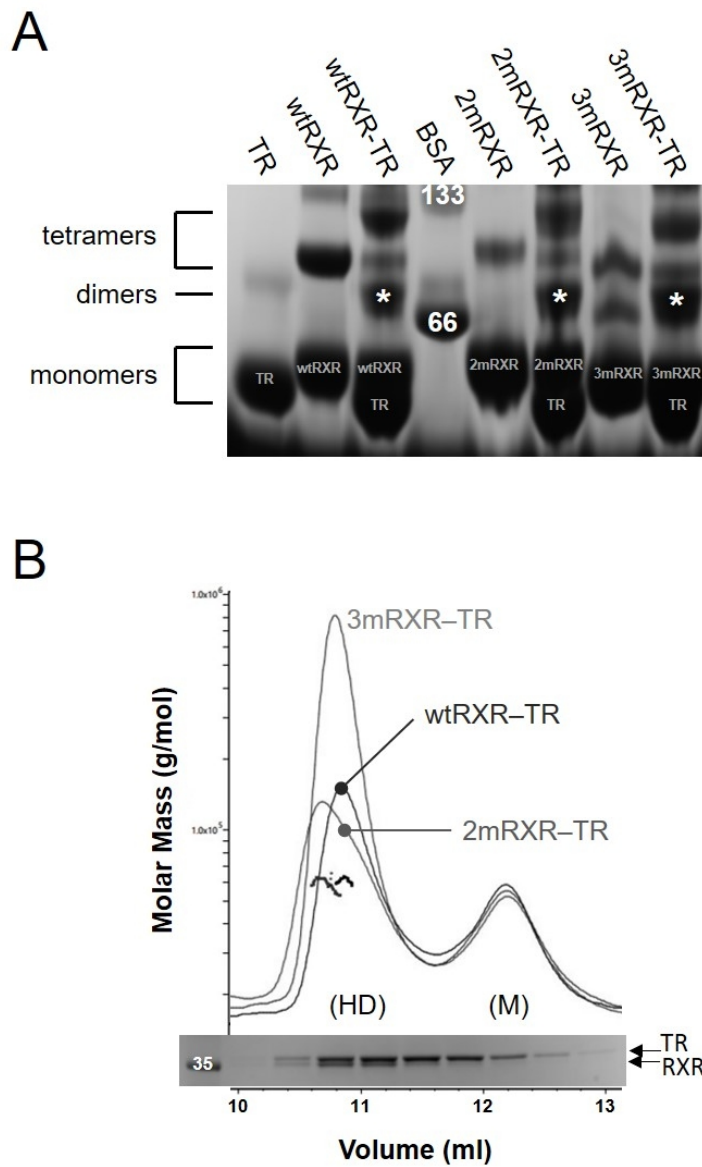 A
TR
wtRXR
wtRXR-TR
BSA
2mRXR
2mRXR-TR
3mRXR
3mRXR-TR
tetramers
133
dimers
*
*
*
66
monomers
TR
wtRXR
wtRXR
TR
2mRXR
2mRXR
TR
3mRXR
3mRXR
TR
B
1.0x10⁶
3mRXR–TR
wtRXR–TR
1.0x10⁵
2mRXR–TR
Molar Mass (g/mol)
(HD)
(M)
35
TR
RXR
10
11
12
13
Volume (ml)